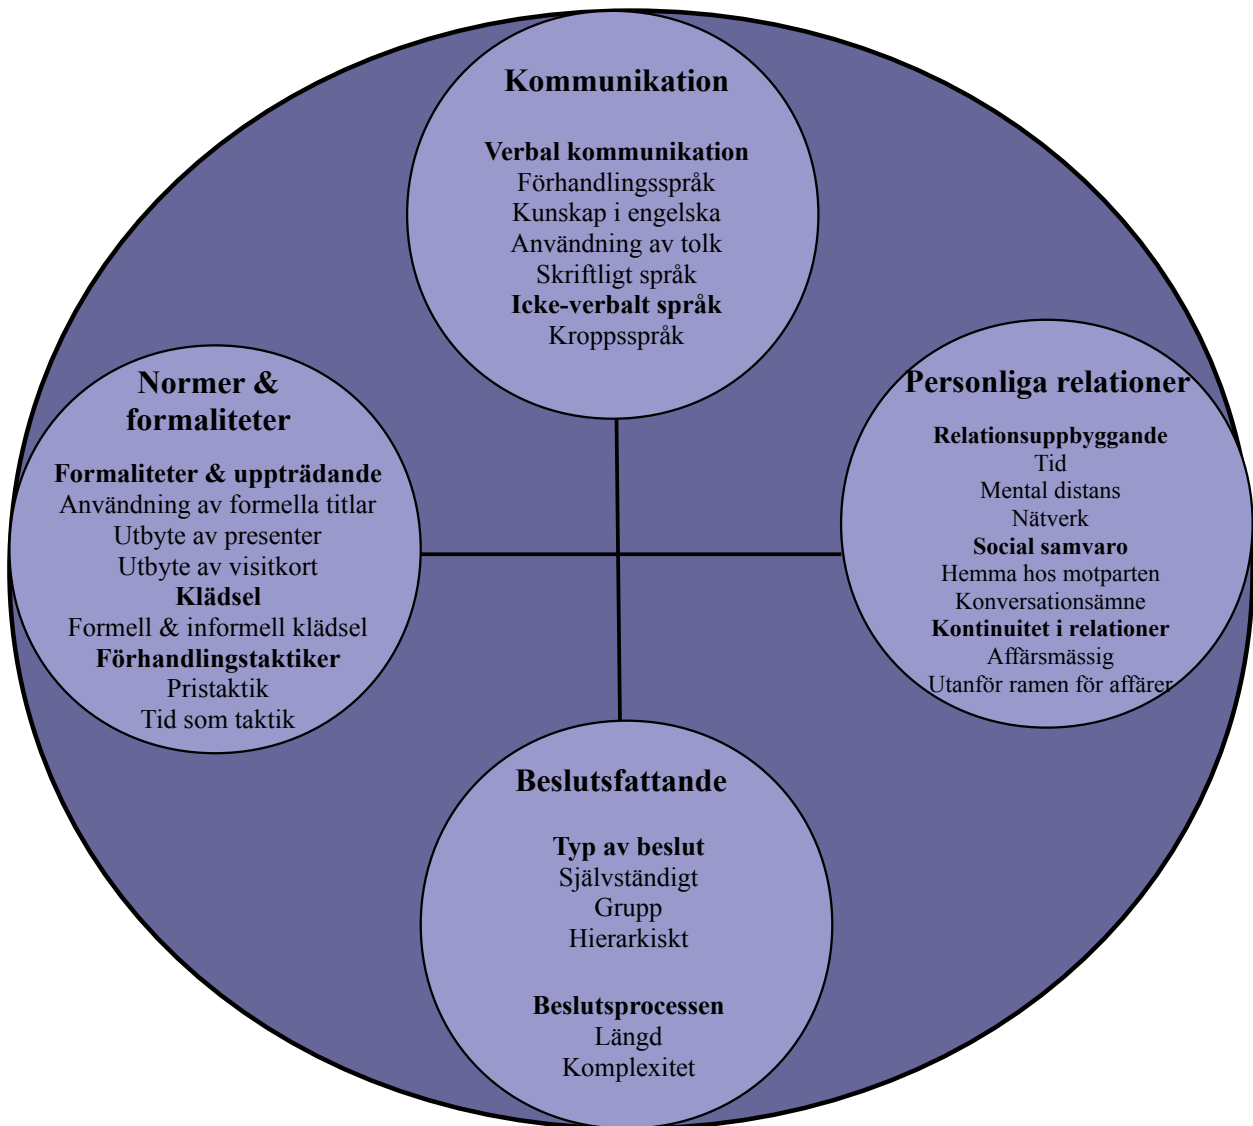 Kommunikation
Verbal kommunikation
Förhandlingsspråk
Kunskap i engelska
Användning av tolk
Skriftligt språk
Icke-verbalt språk
Kroppsspråk
Normer &
formaliteter
Formaliteter & uppträdande
Användning av formella titlar
Utbyte av presenter
Utbyte av visitkort
Klädsel
Formell & informell klädsel
Förhandlingstaktiker
Pristaktik
Tid som taktik
Personliga relationer
Relationsuppbyggande
Tid
Mental distans
Nätverk
Social samvaro
Hemma hos motparten
Konversationsämne
Kontinuitet i relationer
Affärsmässig
Utanför ramen för affärer
Beslutsfattande
Typ av beslut
Självständigt
Grupp
Hierarkiskt
Beslutsprocessen
Längd
Komplexitet